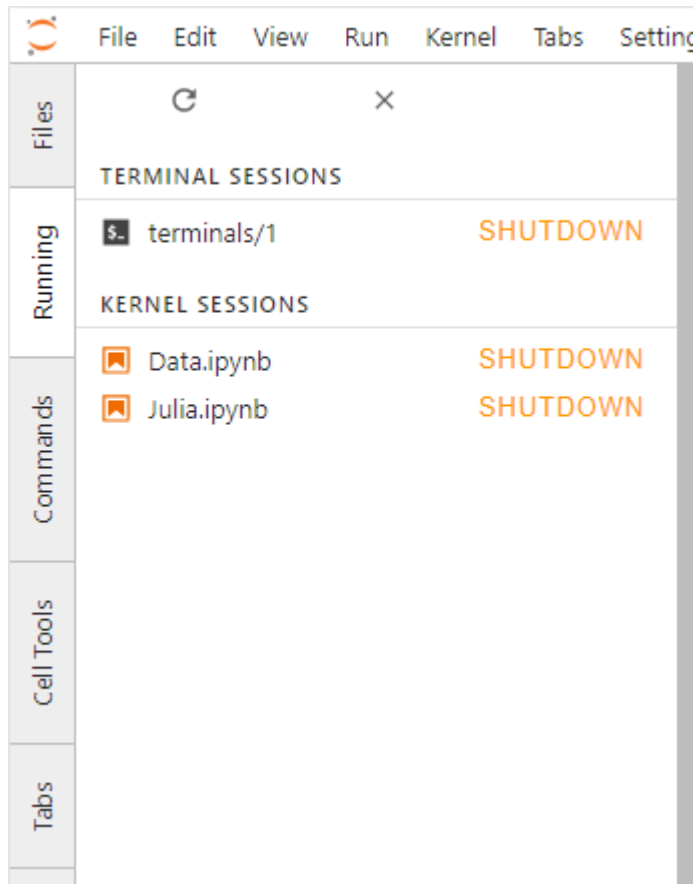 File Edit View Run Kernel Tabs
Files
TERMINAL SESSIONS
$_ terminals/1 SHUTDOWN
Running
KERNEL SESSIONS
Data.ipynb SHUTDOWN
Julia.ipynb SHUTDOWN
Commands
Cell Tools
Tabs